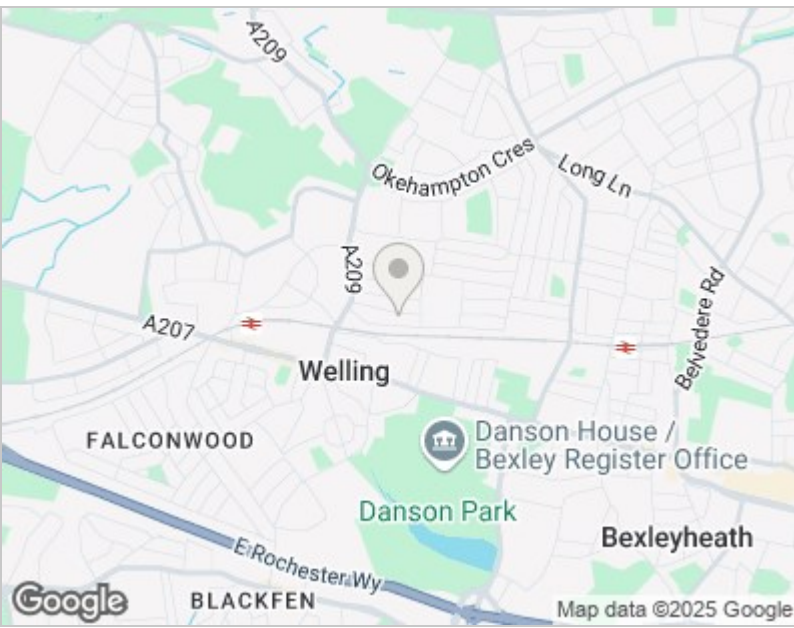 A209
Okehampton Cres
Long Ln
A209
Belvedere Rd
A207
Welling
FALCONWOOD
Danson House /
Bexley Register Office
Danson Park
Bexleyheath
E Rochester Wy
BLACKFEN
Google
Map data ©2025 Google